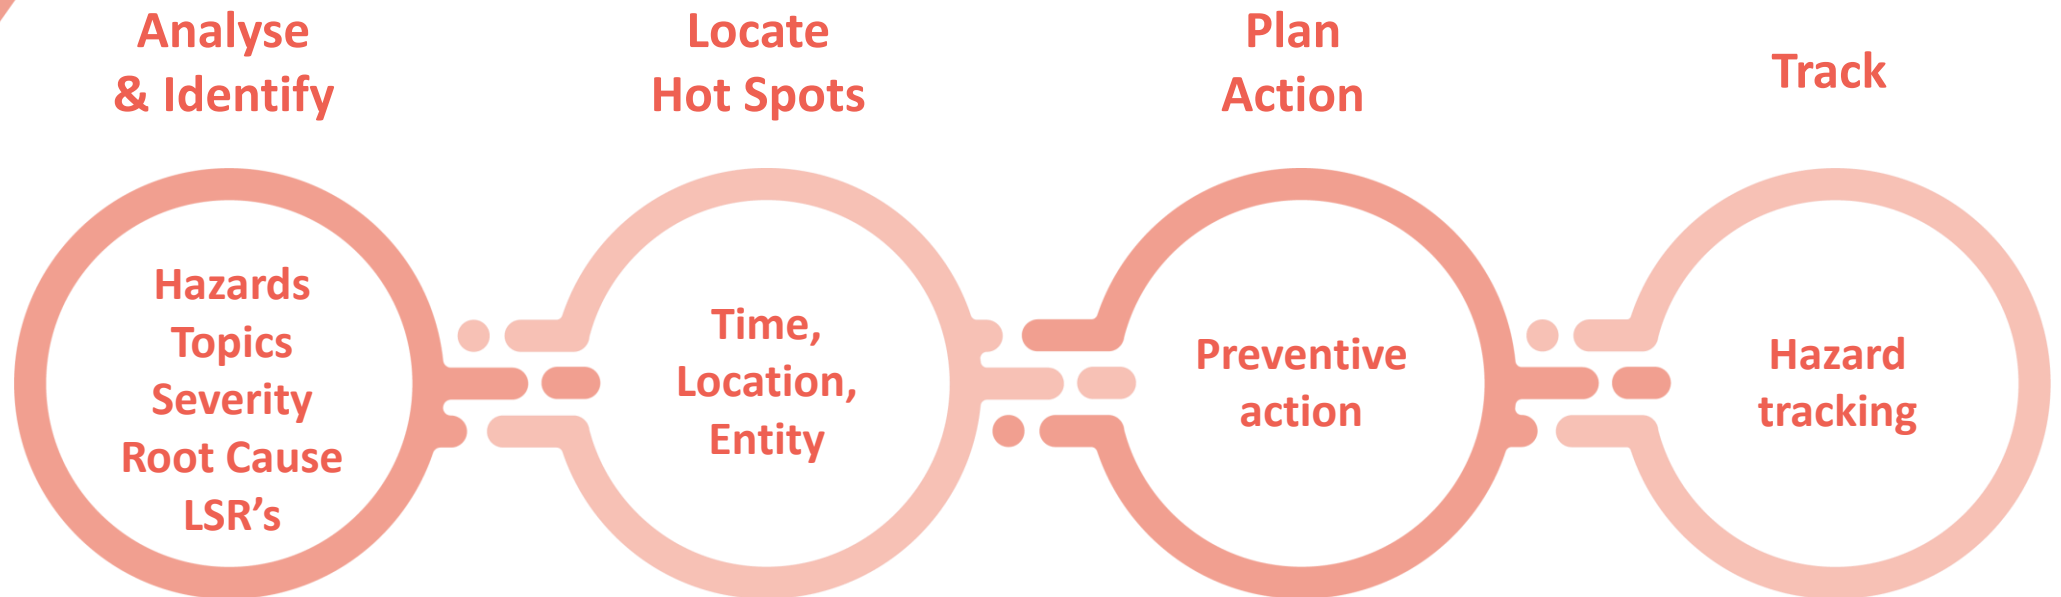 Analyse
& Identify
Hazards
Topics
Severity
Root Cause
LSR’s
Locate
Hot Spots
Time,
Location,
Entity
Plan
Action
Preventive
action
Track
Hazard
tracking